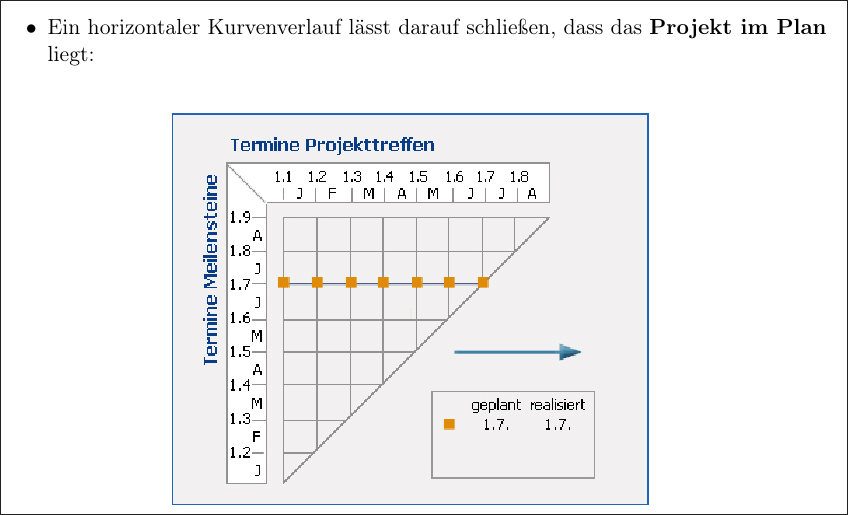 • Ein horizontaler Kurvenverlauf lässt darauf schließen, dass das Projekt im Plan
liegt:
Termine Projekttreffen
1.1 1.2 1.3 1.4 1.5 1.6 1.7 1.8
J F M A M J J A
Termine Meilensteine
1.9
A
1.8
J
1.7
J
1.6
M
1.5
A
1.4
M
1.3
F
1.2
J
geplant realisiert
1.7. 1.7.